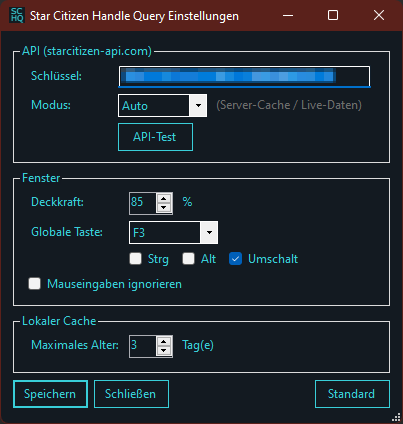 SC
HQ
Star Citizen Handle Query Einstellungen
API (starcitizen-api.com)
Schlüssel:
Modus: Auto (Server-Cache / Live-Daten)
API-Test
Fenster
Deckkraft: 85 %
Globale Taste: F3
Strg Alt Umschalt
Mauseingaben ignorieren
Lokaler Cache
Maximales Alter: 3 Tag(e)
Speichern Schließen Standard